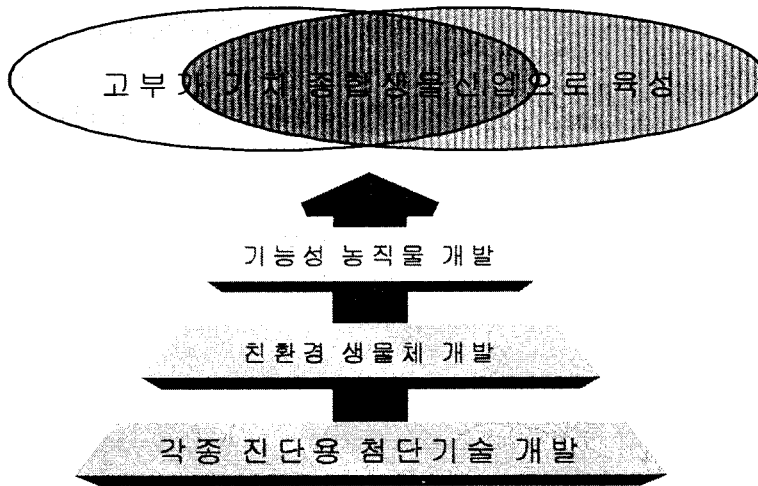 고부가 가치 종합생물산업으로 육성
기능성 농직물 개발
친환경 생물체 개발
각종 진단용 첨단기술 개발